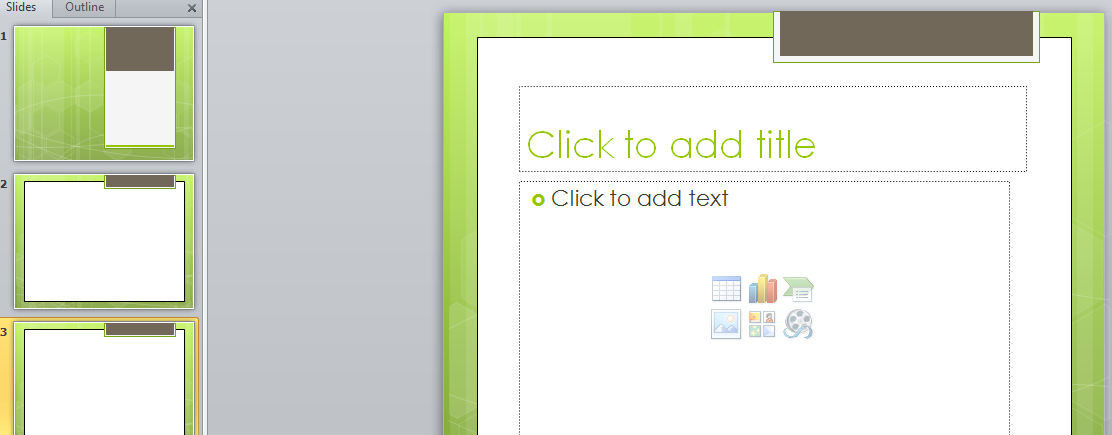 Slides
Outline
1
2
3
Click to add title
Click to add text